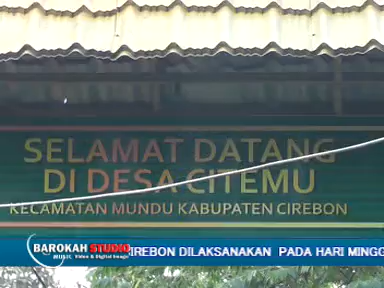 SELAMAT DATANG
DI DESA CITEMU
KECAMATAN MUNDU KABUPATEN CIREBON
BAROKAH STUDIO
MUSIC, Video & Digital Image
CIREBON DILAKSANAKAN PADA HARI MINGG